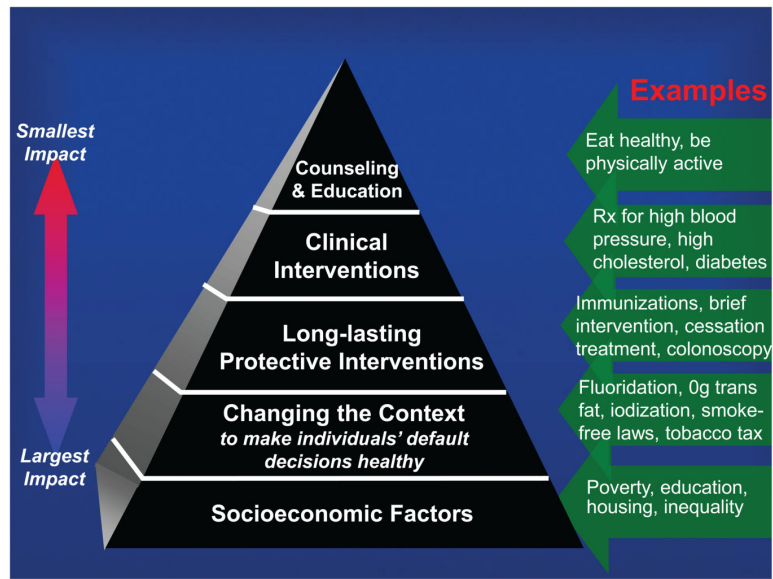 Examples
Smallest
Impact
Counseling
& Education
Eat healthy, be
physically active
Clinical
Interventions
Rx for high blood
pressure, high
cholesterol, diabetes
Long-lasting
Protective Interventions
Immunizations, brief
intervention, cessation
treatment, colonoscopy
Changing the Context
to make individuals’ default
decisions healthy
Fluoridation, 0g trans
fat, iodization, smoke-
free laws, tobacco tax
Largest
Impact
Socioeconomic Factors
Poverty, education,
housing, inequality